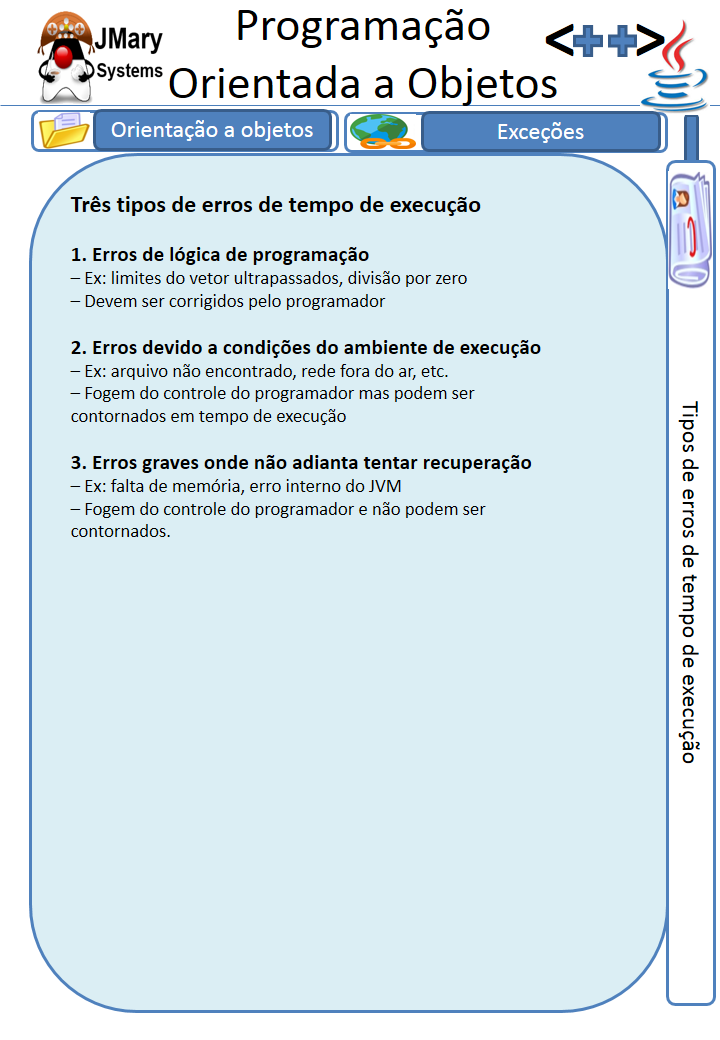 JMary
Systems
Programação
Orientada a Objetos
<++>
Orientação a objetos
Exceções
Três tipos de erros de tempo de execução
1. Erros de lógica de programação
– Ex: limites do vetor ultrapassados, divisão por zero
– Devem ser corrigidos pelo programador
2. Erros devido a condições do ambiente de execução
– Ex: arquivo não encontrado, rede fora do ar, etc.
– Fogem do controle do programador mas podem ser
contornados em tempo de execução
3. Erros graves onde não adianta tentar recuperação
– Ex: falta de memória, erro interno do JVM
– Fogem do controle do programador e não podem ser
contornados.
Tipos de erros de tempo de execução